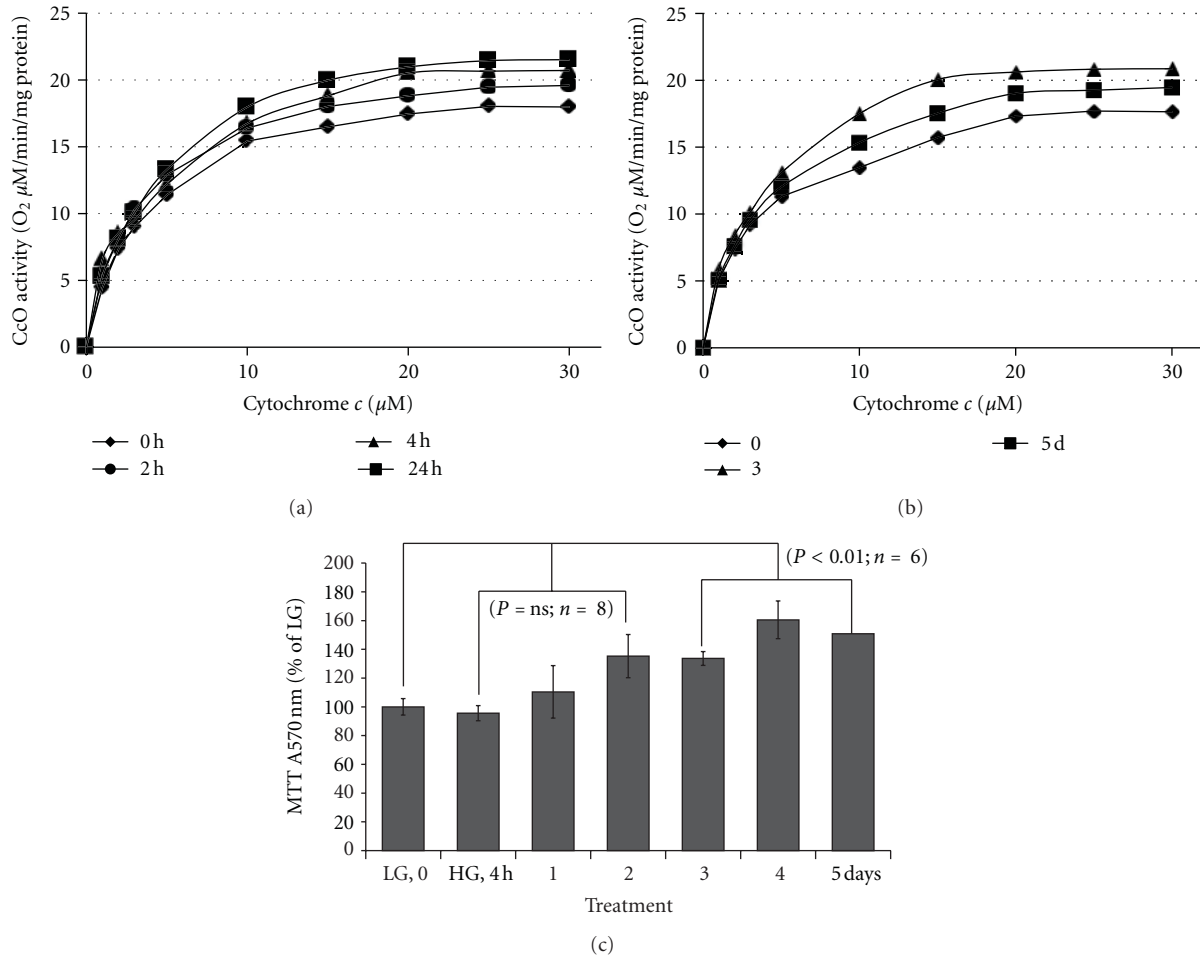 25
20
15
10
5
0
CcO activity (O₂ µM/min/mg protein)
0 10 20 30
Cytochrome c (µM)
0 h
4 h
2 h
24 h
(a)
25
20
15
10
5
0
CcO activity (O₂ µM/min/mg protein)
0 10 20 30
Cytochrome c (µM)
0
5 d
3
(b)
200
180
160
140
120
100
80
60
40
20
0
MTT A570 nm (% of LG)
(P < 0.01; n = 6)
(P = ns; n = 8)
LG, 0 HG, 4 h 1 2 3 4 5 days
Treatment
(c)